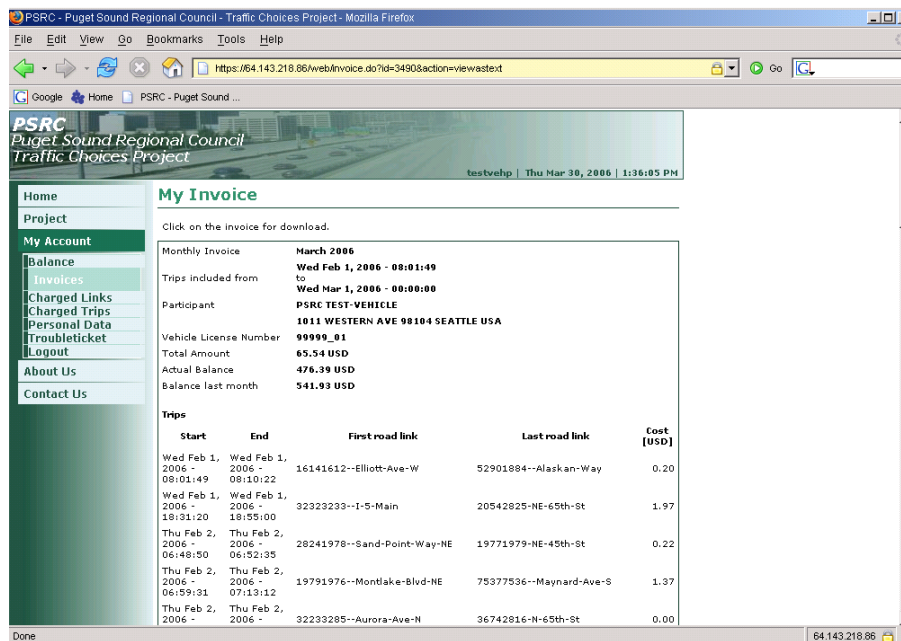 PSRC - Puget Sound Regional Council - Traffic Choices Project - Mozilla Firefox
File Edit View Go Bookmarks Tools Help
https://64.143.218.86/web/invoice.do?id=3490&action=viewastext
Go
Google Home PSRC - Puget Sound ...
PSRC
Puget Sound Regional Council
Traffic Choices Project
testvehp | Thu Mar 30, 2006 | 1:36:05 PM
Home
Project
My Account
Balance
Invoices
Charged Links
Charged Trips
Personal Data
Troubleticket
Logout
About Us
Contact Us
My Invoice
Click on the invoice for download.
Monthly Invoice March 2006
Trips included from Wed Feb 1, 2006 - 08:01:49
to
Wed Mar 1, 2006 - 00:00:00
Participant PSRC TEST-VEHICLE
1011 WESTERN AVE 98104 SEATTLE USA
Vehicle License Number 99999_01
Total Amount 65.54 USD
Actual Balance 476.39 USD
Balance last month 541.93 USD
Trips
Start End First road link Last road link Cost [USD]
Wed Feb 1, 2006 - 08:01:49 Wed Feb 1, 2006 - 08:10:22 16141612--Elliott-Ave-W 52901884--Alaskan-Way 0.20
Wed Feb 1, 2006 - 18:31:20 Wed Feb 1, 2006 - 18:55:00 32323233--I-5-Main 20542825-NE-65th-St 1.97
Thu Feb 2, 2006 - 06:48:50 Thu Feb 2, 2006 - 06:52:35 28241978--Sand-Point-Way-NE 19771979-NE-45th-St 0.22
Thu Feb 2, 2006 - 06:59:31 Thu Feb 2, 2006 - 07:13:12 19791976--Montlake-Blvd-NE 75377536--Maynard-Ave-S 1.37
Thu Feb 2, 2006 - Thu Feb 2, 2006 - 32233285--Aurora-Ave-N 36742816-N-65th-St 0.00
Done 64.143.218.86